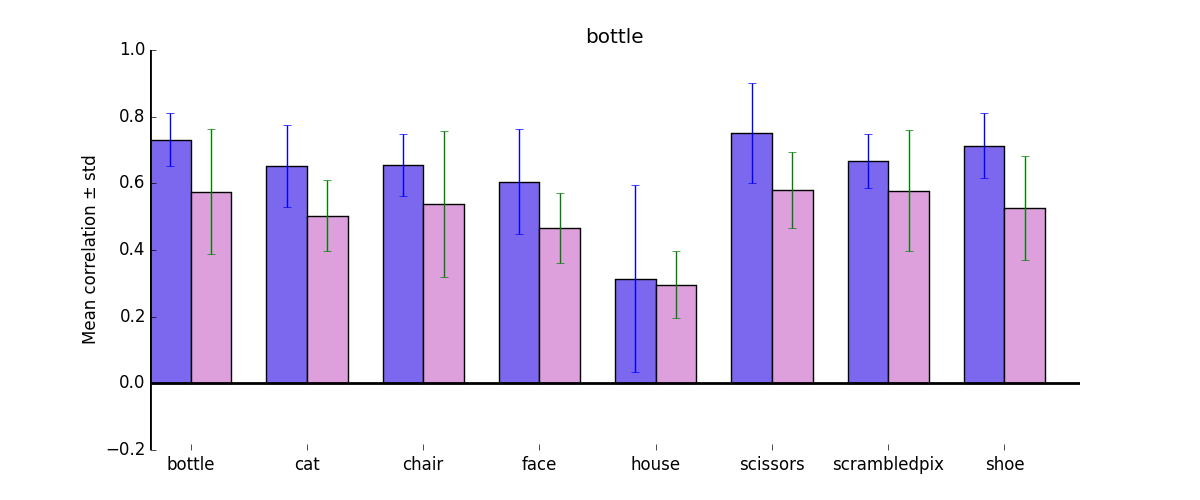 bottle
Mean correlation ± std
1.0
0.8
0.6
0.4
0.2
0.0
−0.2
bottle cat chair face house scissors scrambledpix shoe